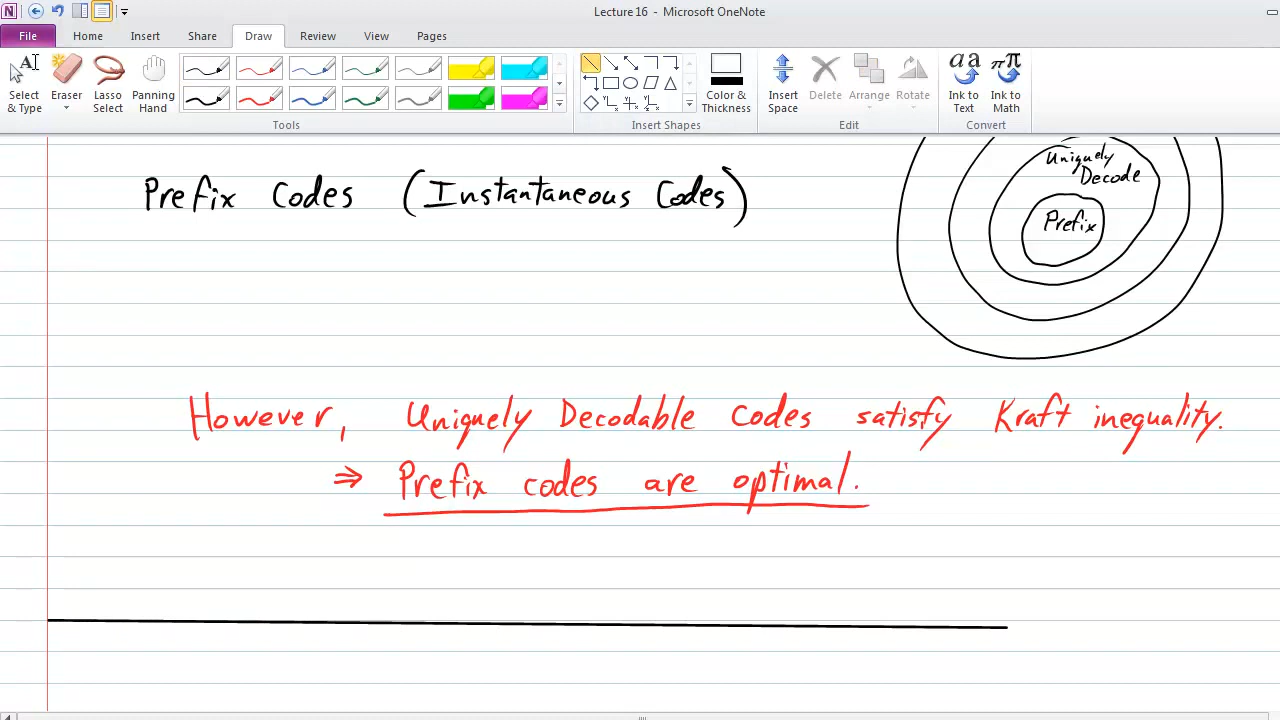 Lecture 16 - Microsoft OneNote
File Home Insert Share Draw Review View Pages
Select & Type
Eraser
Lasso Select
Panning Hand
Color & Thickness
Insert Space
Delete
Arrange
Rotate
Ink to Text
Ink to Math
Tools Insert Shapes Edit Convert
Prefix Codes (Instantaneous Codes)
Uniquely
Decode
Prefix
However, Uniquely Decodable Codes satisfy Kraft inequality.
⇒ Prefix codes are optimal.